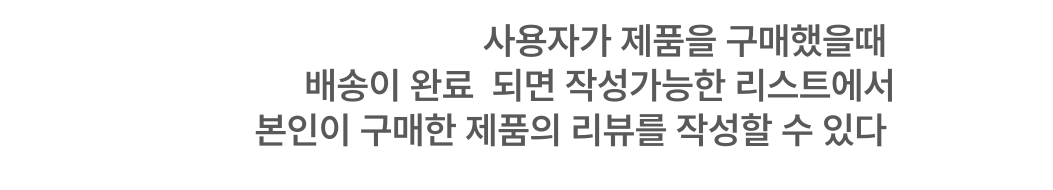 사용자가 제품을 구매했을때
배송이 완료 되면 작성가능한 리스트에서
본인이 구매한 제품의 리뷰를 작성할 수 있다